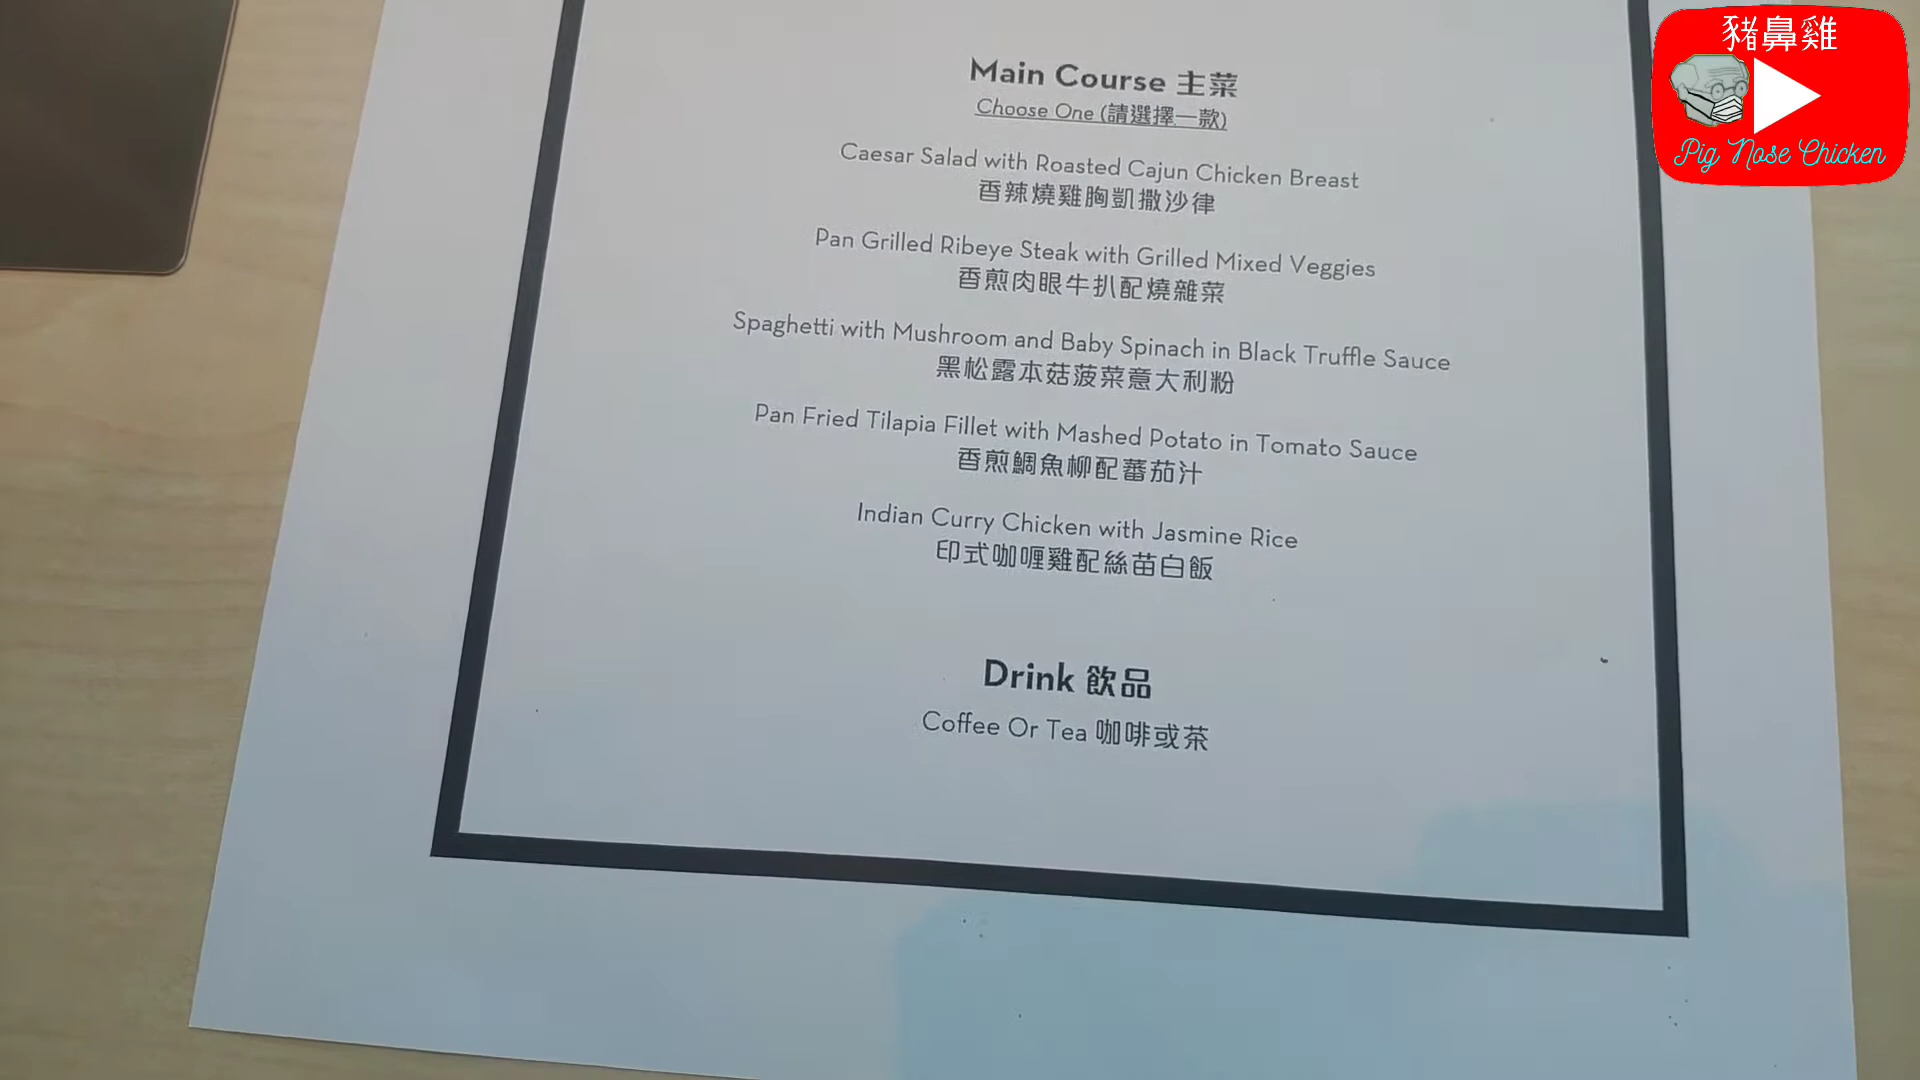 Main Course 主菜
Choose One (請選擇一款)
Caesar Salad with Roasted Cajun Chicken Breast
香辣燒雞胸凱撒沙律
Pan Grilled Ribeye Steak with Grilled Mixed Veggies
香煎肉眼牛扒配燒雜菜
Spaghetti with Mushroom and Baby Spinach in Black Truffle Sauce
黑松露本菇菠菜意大利粉
Pan Fried Tilapia Fillet with Mashed Potato in Tomato Sauce
香煎鯛魚柳配蕃茄汁
Indian Curry Chicken with Jasmine Rice
印式咖喱雞配絲苗白飯
Drink 飲品
Coffee Or Tea 咖啡或茶
豬鼻雞
Pig Nose Chicken